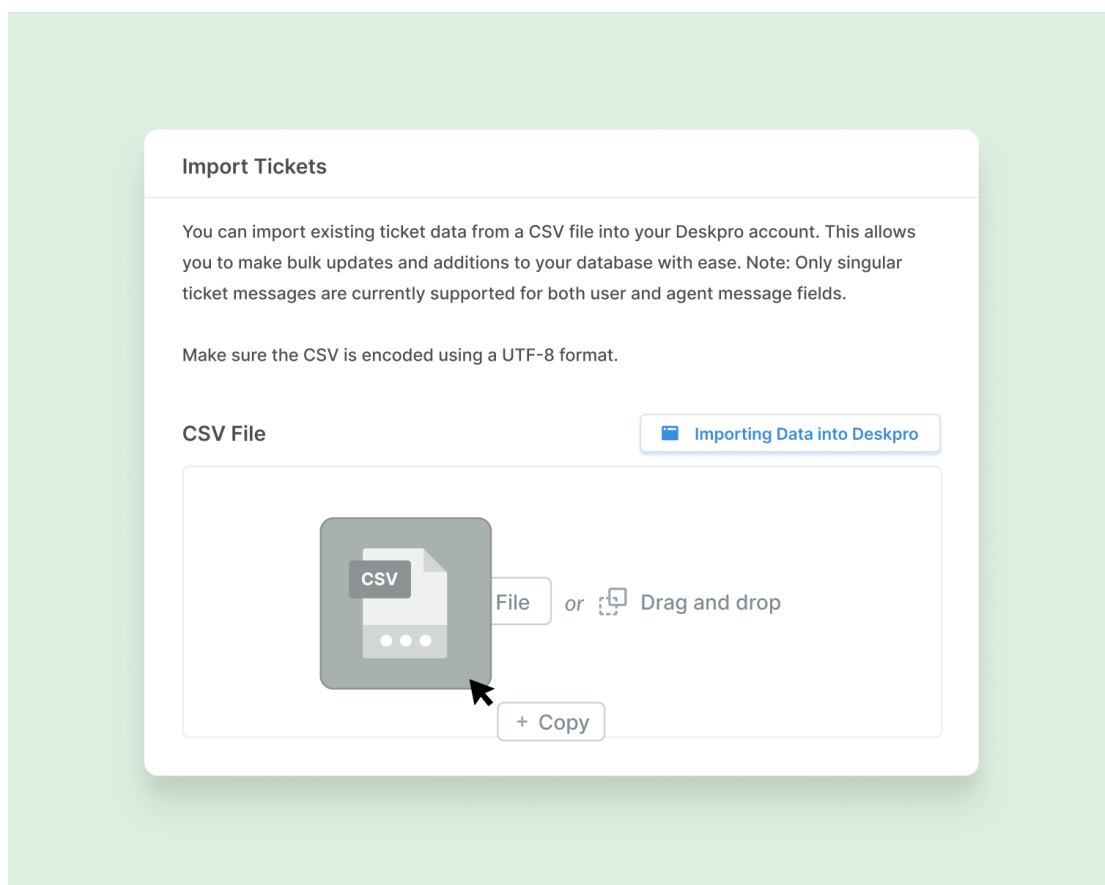 Import Tickets
You can import existing ticket data from a CSV file into your Deskpro account. This allows
you to make bulk updates and additions to your database with ease. Note: Only singular
ticket messages are currently supported for both user and agent message fields.
Make sure the CSV is encoded using a UTF-8 format.
CSV File
Importing Data into Deskpro
CSV
File or Drag and drop
+ Copy